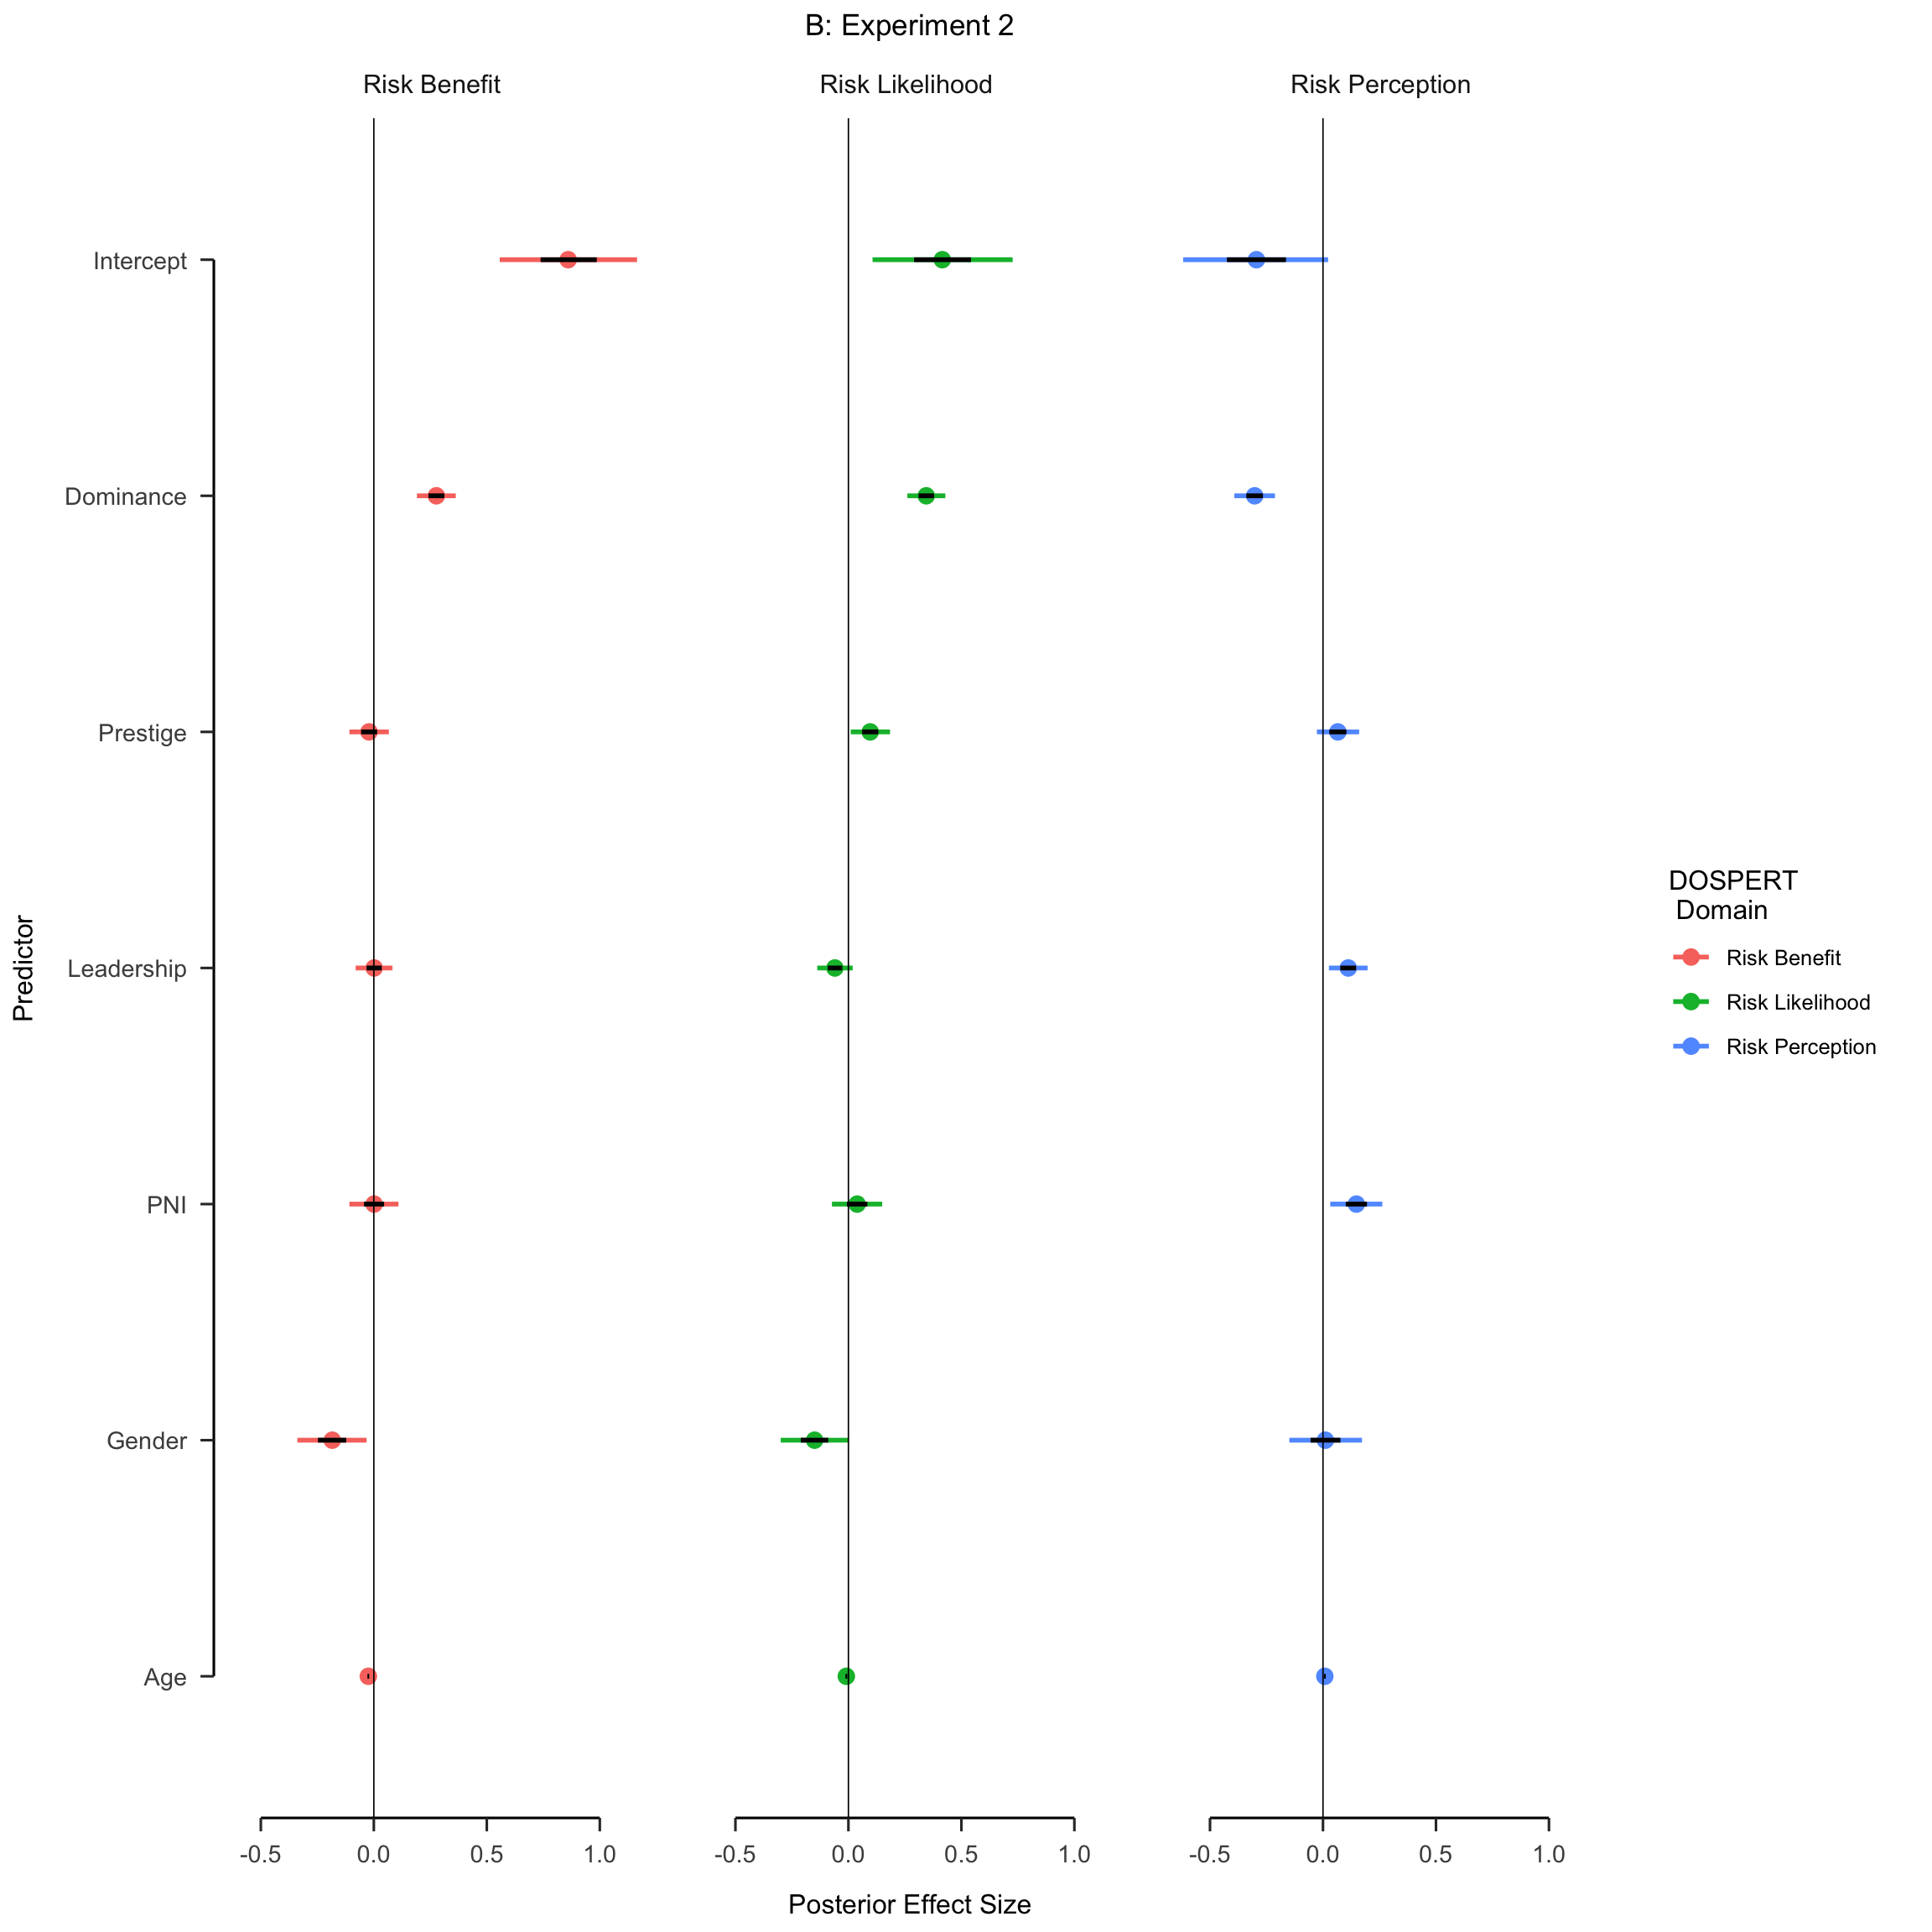 B: Experiment 2
Risk Benefit
Risk Likelihood
Risk Perception
Predictor
Intercept
Dominance
Prestige
Leadership
PNI
Gender
Age
-0.5 0.0 0.5 1.0
-0.5 0.0 0.5 1.0
-0.5 0.0 0.5 1.0
Posterior Effect Size
DOSPERT
Domain
Risk Benefit
Risk Likelihood
Risk Perception